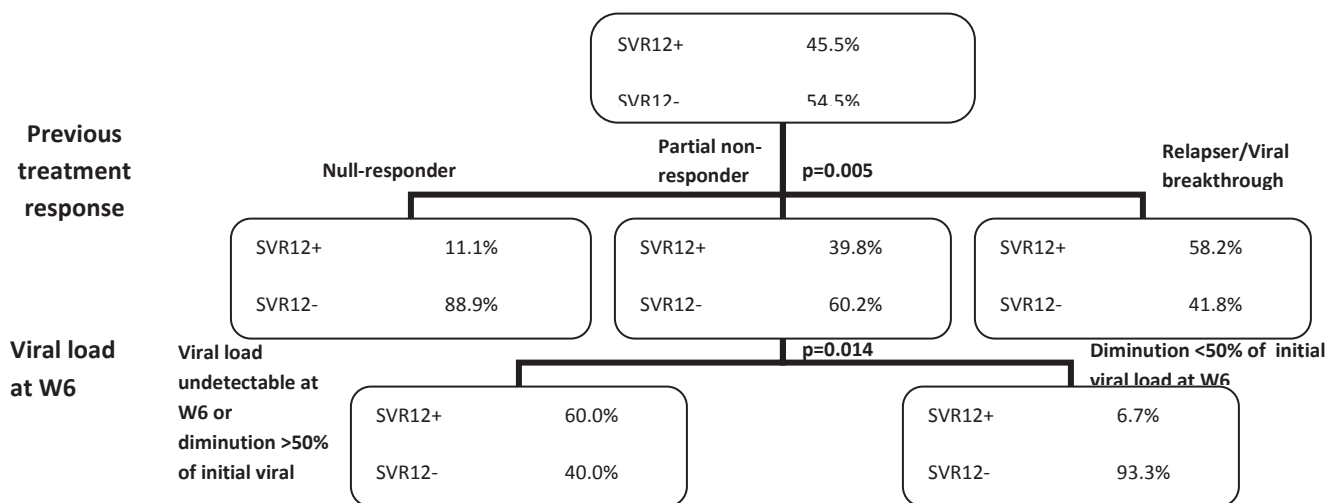 SVR12+ 45.5%
SVR12- 54.5%
Previous
treatment
response
Null-responder
Partial non-
responder
p=0.005
Relapser/Viral
breakthrough
SVR12+ 11.1%
SVR12- 88.9%
SVR12+ 39.8%
SVR12- 60.2%
SVR12+ 58.2%
SVR12- 41.8%
Viral load
at W6
Viral load
undetectable at
W6 or
diminution >50%
of initial viral
p=0.014
Diminution <50% of initial
viral load at W6
SVR12+ 60.0%
SVR12- 40.0%
SVR12+ 6.7%
SVR12- 93.3%